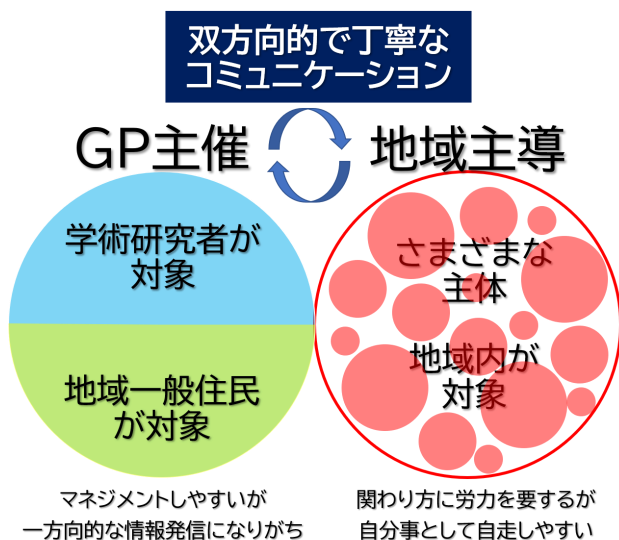 双方向的で丁寧な
コミュニケーション
GP主催
地域主導
学術研究者が
対象
地域一般住民
が対象
さまざまな
主体
地域内が
対象
マネジメントしやすいが
一方向的な情報発信になりがち
関わり方に労力を要するが
自分事として自走しやすい